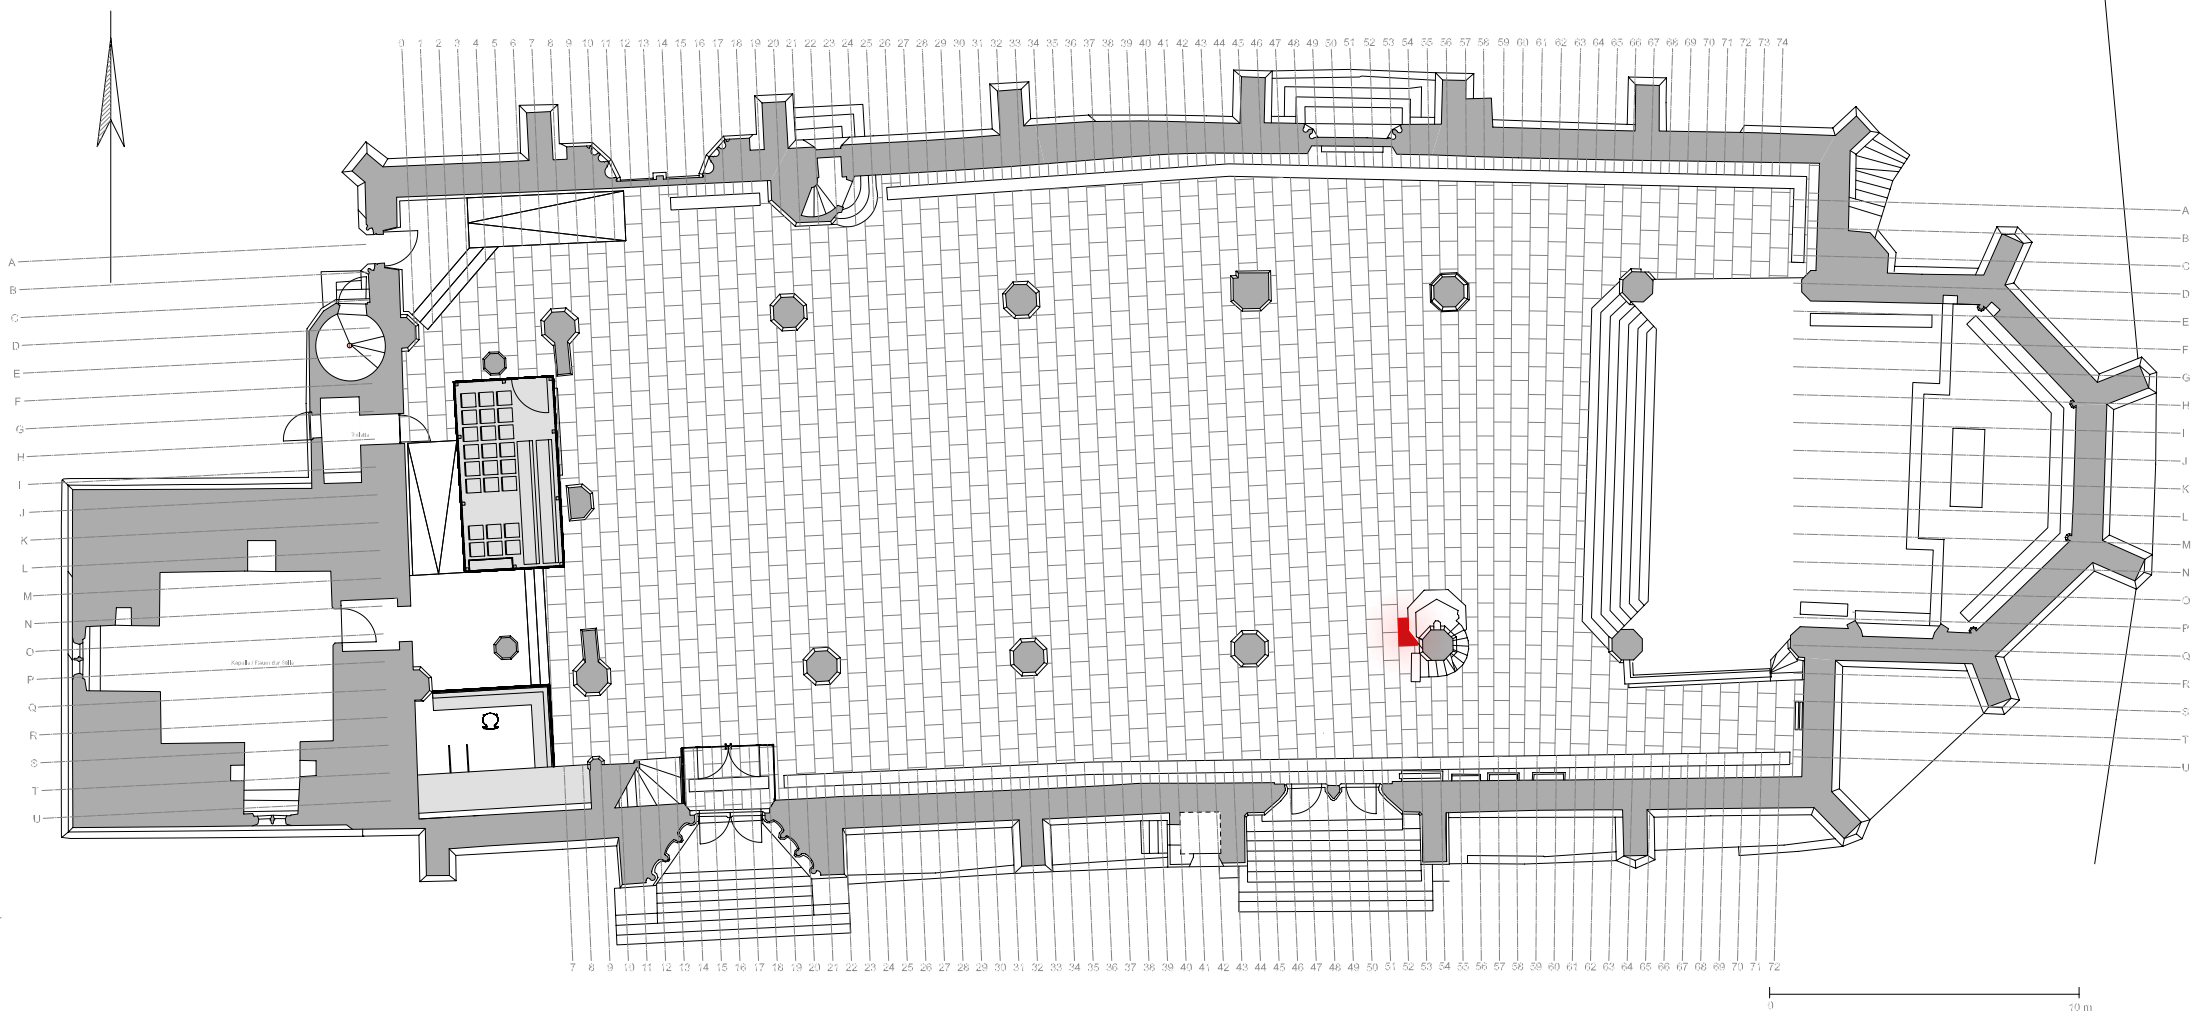 0 1 2 3 4 5 6 7 8 9 10 11 12 13 14 15 16 17 18 19 20 21 22 23 24 25 26 27 28 29 30 31 32 33 34 35 36 37 38 39 40 41 42 43 44 45 46 47 48 49 50 51 52 53 54 55 56 57 58 59 60 61 62 63 64 65 66 67 68 69 70 71 72 73 74
A
B
C
D
E
F
G
H
I
J
K
L
M
N
O
P
Q
R
S
T
U
A
B
C
D
E
F
G
H
I
J
K
L
M
N
O
P
Q
R
S
T
U
7 8 9 10 11 12 13 14 15 16 17 18 19 20 21 22 23 24 25 26 27 28 29 30 31 32 33 34 35 36 37 38 39 40 41 42 43 44 45 46 47 48 49 50 51 52 53 54 55 56 57 58 59 60 61 62 63 64 65 66 67 68 69 70 71 72
0 10 m